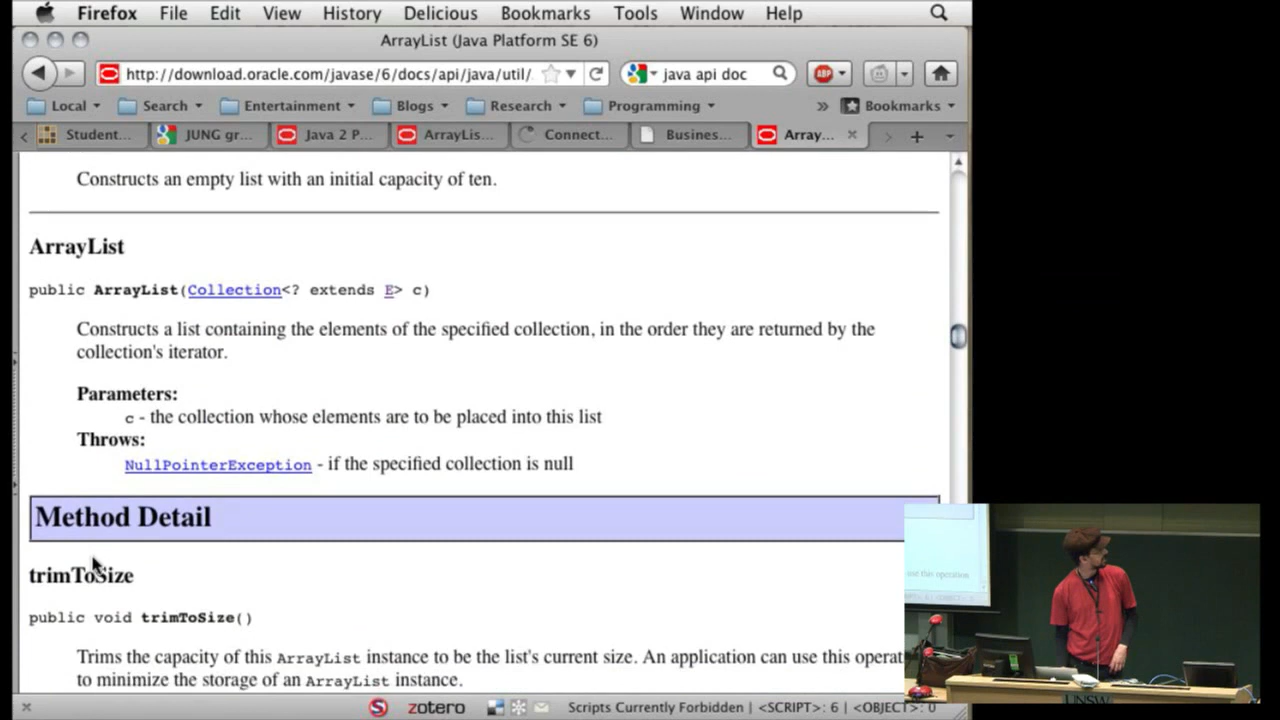 Firefox File Edit View History Delicious Bookmarks Tools Window Help
ArrayList (Java Platform SE 6)
http://download.oracle.com/javase/6/docs/api/java/util/. java api doc ABP
Local Search Entertainment Blogs Research Programming » Bookmarks
Student... JUNG gr... Java 2 P... ArrayLis... Connect... Busines... Array...
Constructs an empty list with an initial capacity of ten.
ArrayList
public ArrayList(Collection<? extends E> c)
Constructs a list containing the elements of the specified collection, in the order they are returned by the
collection's iterator.
Parameters:
c - the collection whose elements are to be placed into this list
Throws:
NullPointerException - if the specified collection is null
Method Detail
trimToSize
public void trimToSize()
Trims the capacity of this ArrayList instance to be the list's current size. An application can use this operat
to minimize the storage of an ArrayList instance.
use this operation
UNSW
zotero Scripts Currently Forbidden | <SCRIPT>: 6 | <OBJECT>: 0